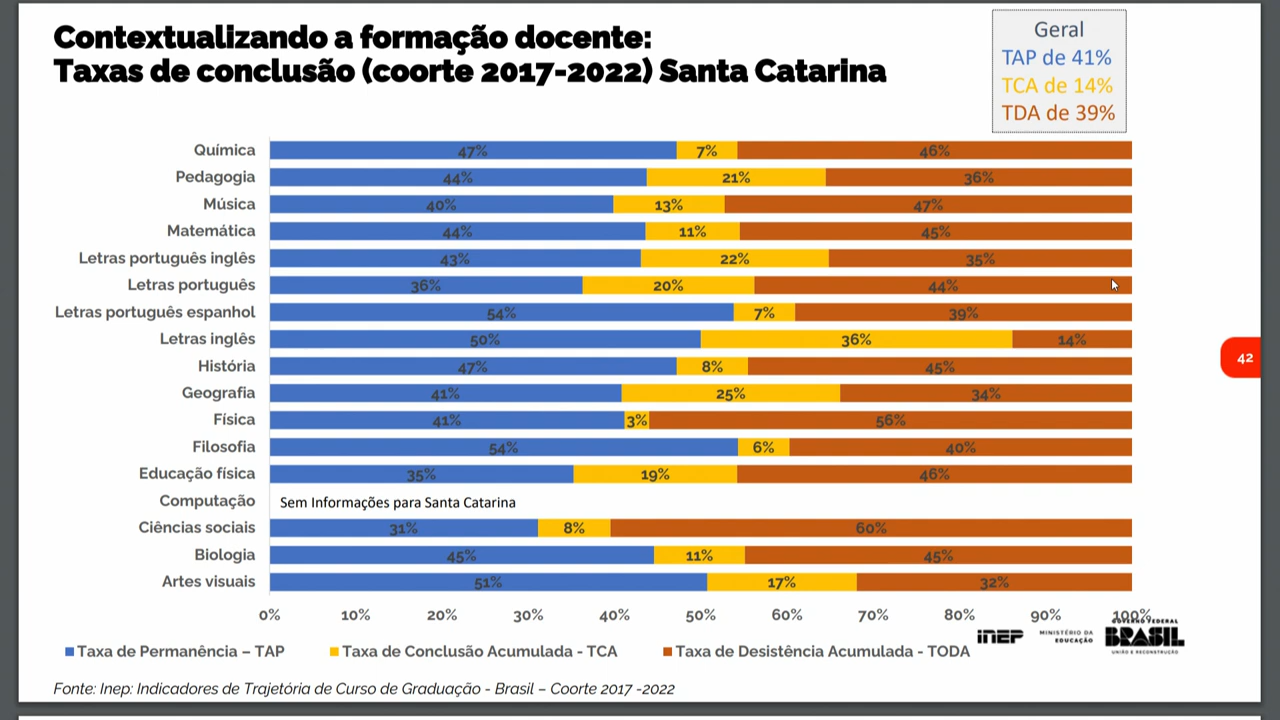 Contextualizando a formação docente:
Taxas de conclusão (coorte 2017-2022) Santa Catarina
Geral
TAP de 41%
TCA de 14%
TDA de 39%
Química 47% 7% 46%
Pedagogia 44% 21% 36%
Música 40% 13% 47%
Matemática 44% 11% 45%
Letras português inglês 43% 22% 35%
Letras português 36% 20% 44%
Letras português espanhol 54% 7% 39%
Letras inglês 50% 36% 14%
História 47% 8% 45%
Geografia 41% 25% 34%
Física 41% 3% 56%
Filosofia 54% 6% 40%
Educação física 35% 19% 46%
Computação Sem Informações para Santa Catarina
Ciências sociais 31% 8% 60%
Biologia 45% 11% 45%
Artes visuais 51% 17% 32%
0% 10% 20% 30% 40% 50% 60% 70% 80% 90% 100%
42
Taxa de Permanência – TAP Taxa de Conclusão Acumulada - TCA Taxa de Desistência Acumulada - TODA
inep
MINISTÉRIO DA
EDUCAÇÃO
GOVERNO FEDERAL
BRASIL
UNIÃO E RECONSTRUÇÃO
Fonte: Inep: Indicadores de Trajetória de Curso de Graduação - Brasil – Coorte 2017 -2022